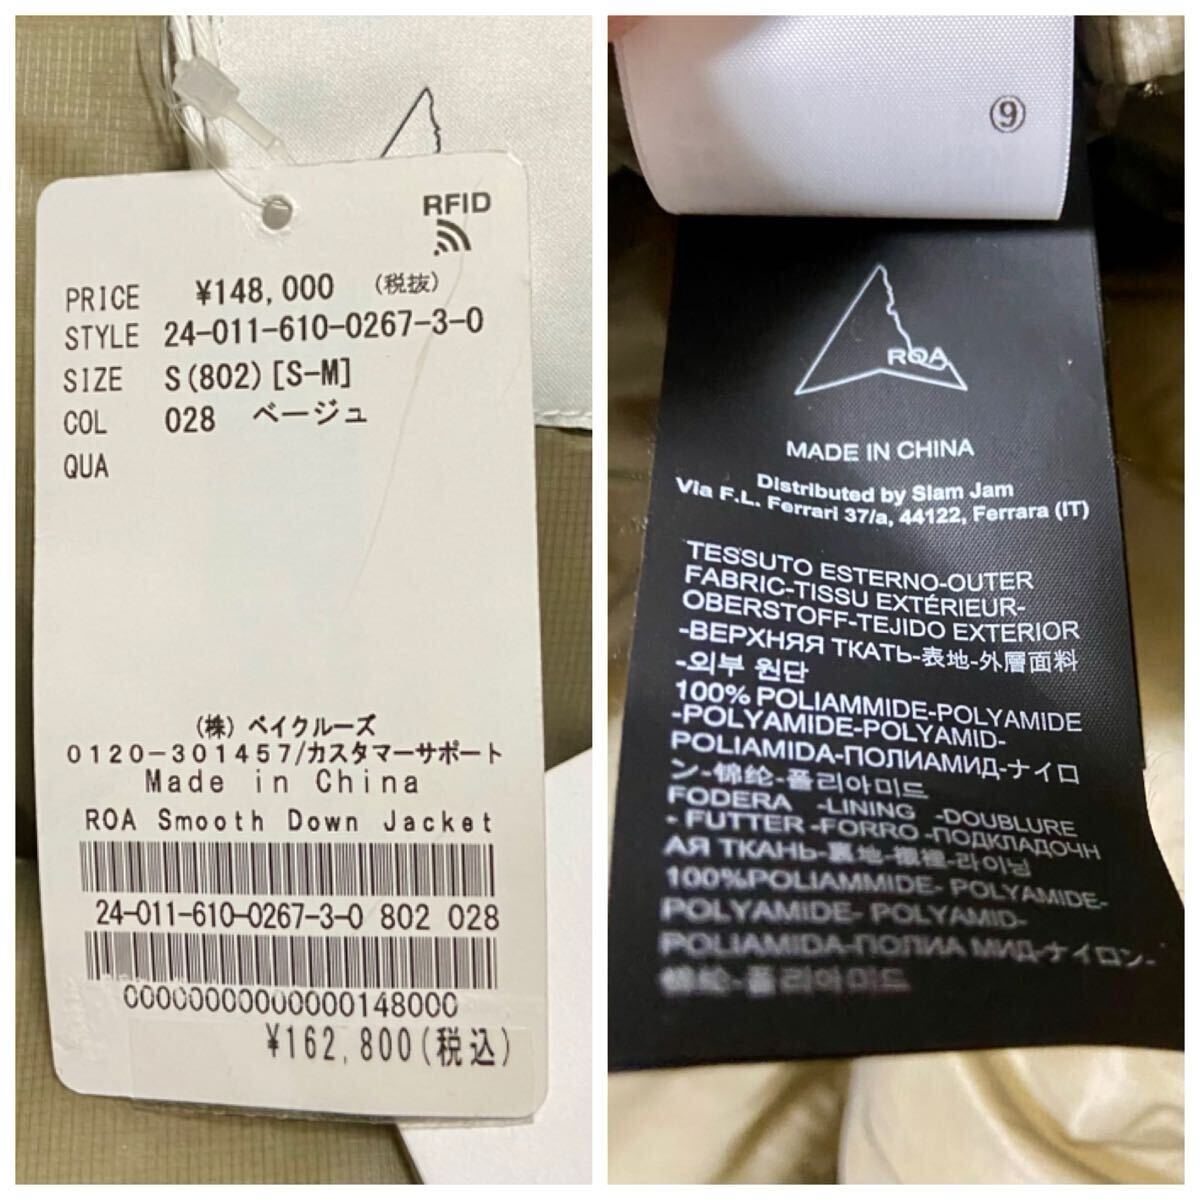 RFID
PRICE ¥148,000 (税抜)
STYLE 24-011-610-0267-3-0
SIZE S(802)[S-M]
COL 028 ベージュ
QUA
(株) ベイクルーズ
0120-301457/カスタマーサポート
Made in China
ROA Smooth Down Jacket
24-011-610-0267-3-0 802 028
00000000000000148000
¥162,800(税込)
⑨
ROA
MADE IN CHINA
Distributed by Slam Jam
Via F.L. Ferrari 37/a, 44122, Ferrara (IT)
TESSUTO ESTERNO-OUTER
FABRIC-TISSU EXTÉRIEUR-
OBERSTOFF-TEJIDO EXTERIOR
-ВЕРХНЯЯ ТКАТЬ-表地-外層面料
-외부 원단
100% POLIAMMIDE-POLYAMIDE
-POLYAMIDE-POLYAMID-
POLIAMIDA-ПОЛИАМИД-ナイロ
ン-锦纶-폴리아미드
FODERA -LINING -DOUBLURE
- FUTTER -FORRO -ПОДКЛАДОЧН
АЯ ТКАНЬ-裏地-襯裡-라이닝
100%POLIAMMIDE- POLYAMIDE-
POLYAMIDE- POLYAMID-
POLIAMIDA-ПОЛИА МИД-ナイロン-
锦纶-폴리아미드